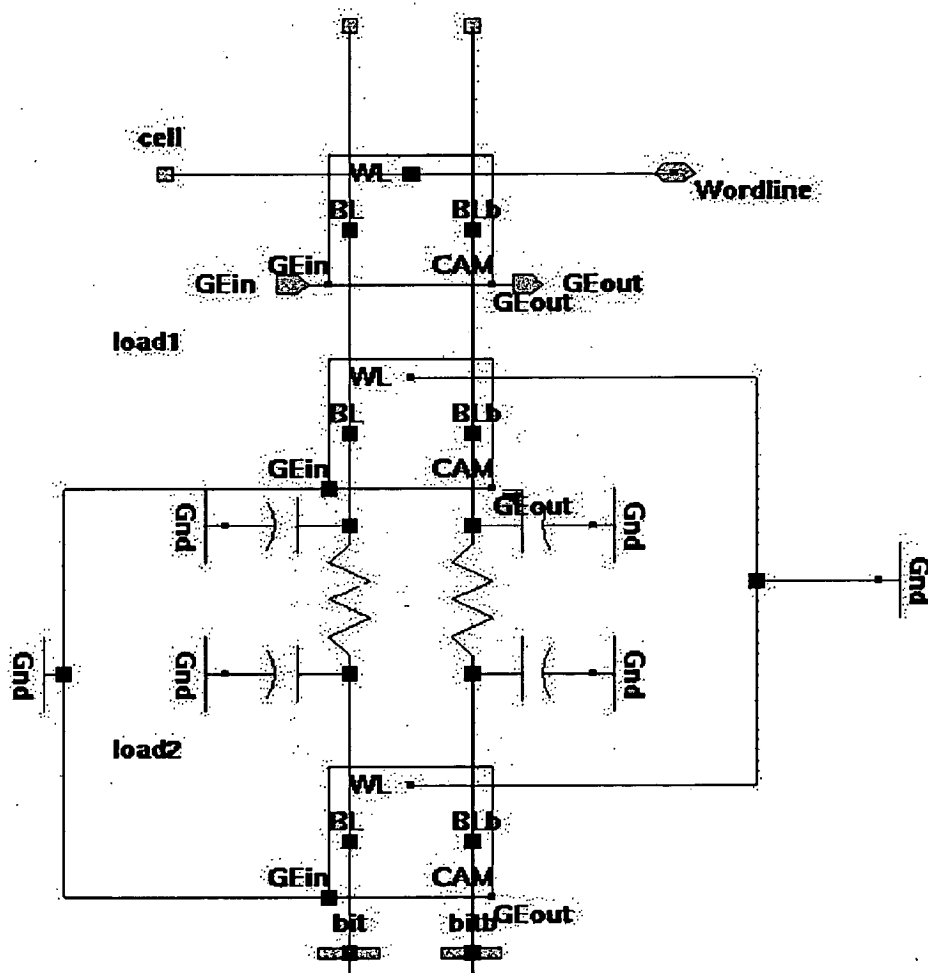 cell
WL
Wordline
BL
BLb
GEin
CAM
GEin
GEout
GEout
load1
WL
BL
BLb
GEin
CAM
GEout
Gnd
Gnd
Gnd
Gnd
Gnd
Gnd
load2
WL
BL
BLb
GEin
CAM
GEout
bit
bitb